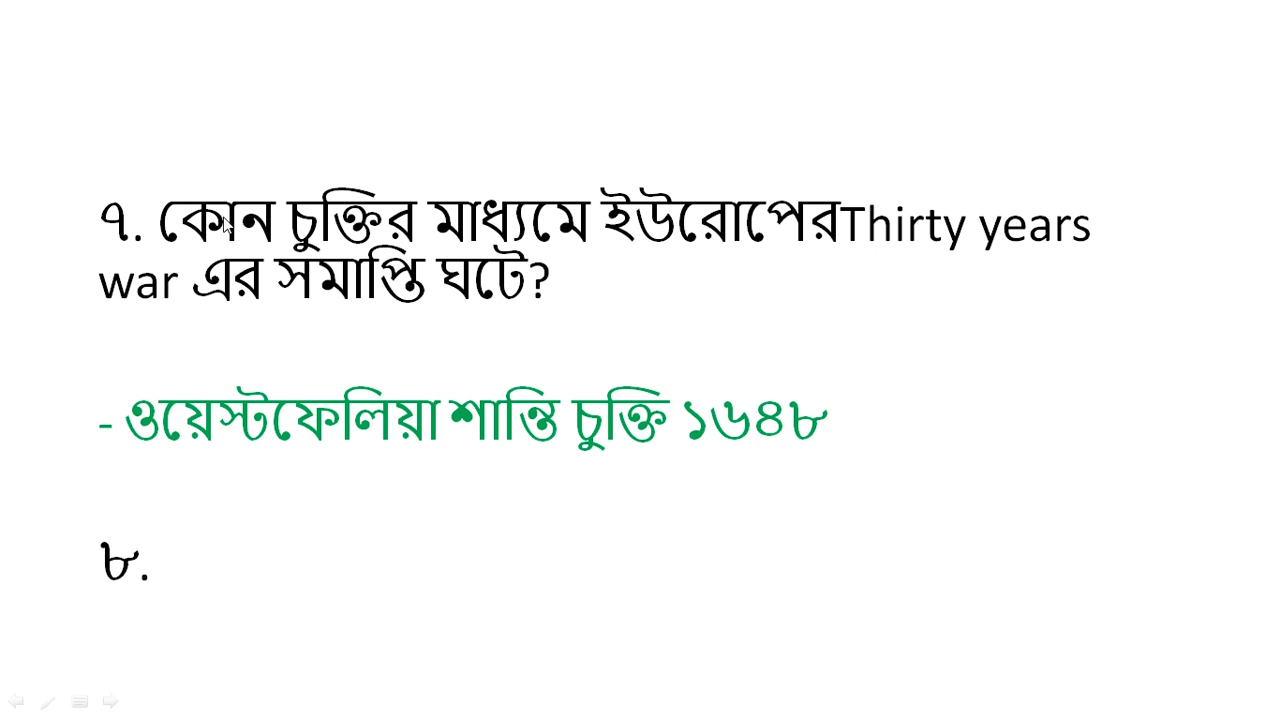 ৭. কোন চুক্তির মাধ্যমে ইউরোপেরThirty years
war এর সমাপ্তি ঘটে?
- ওয়েস্টফেলিয়া শান্তি চুক্তি ১৬৪৮
৮.